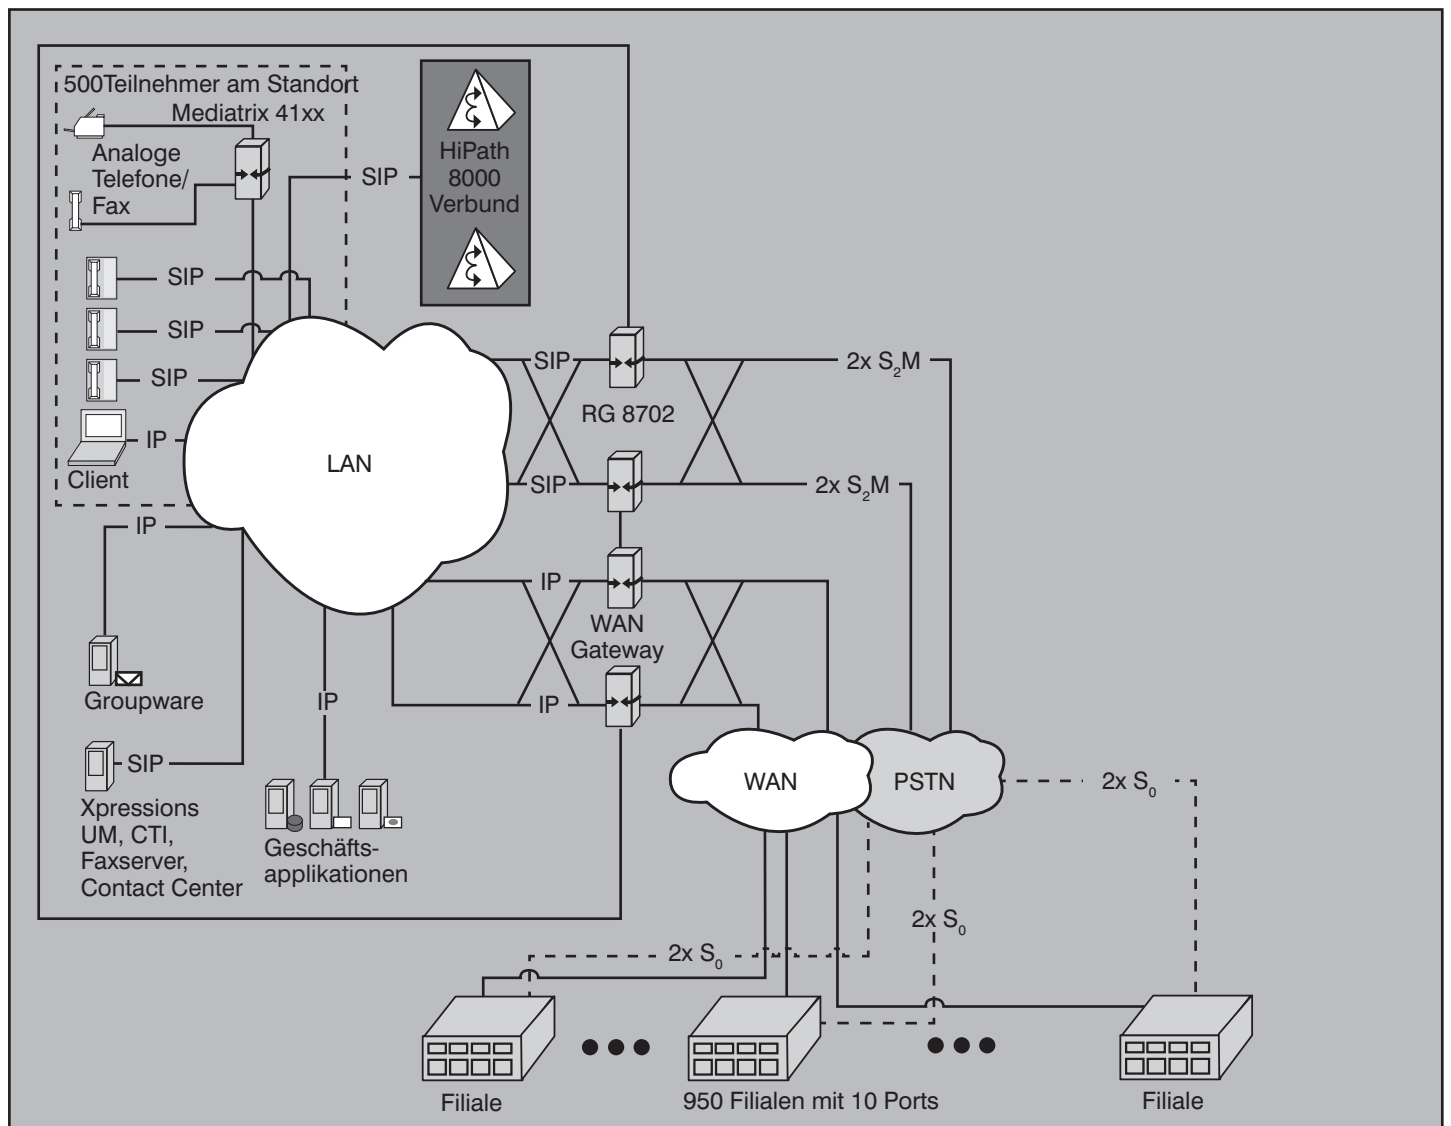 500Teilnehmer am Standort
Mediatrix 41xx
Analoge
Telefone/
Fax
SIP
HiPath
8000
Verbund
SIP
SIP
SIP
IP
Client
LAN
SIP
RG 8702
2x S₂M
SIP
2x S₂M
IP
IP
WAN
Gateway
IP
Groupware
IP
SIP
Xpressions
UM, CTI,
Faxserver,
Contact Center
Geschäfts-
applikationen
WAN
PSTN
2x S₀
2x S₀
2x S₀
Filiale
950 Filialen mit 10 Ports
Filiale